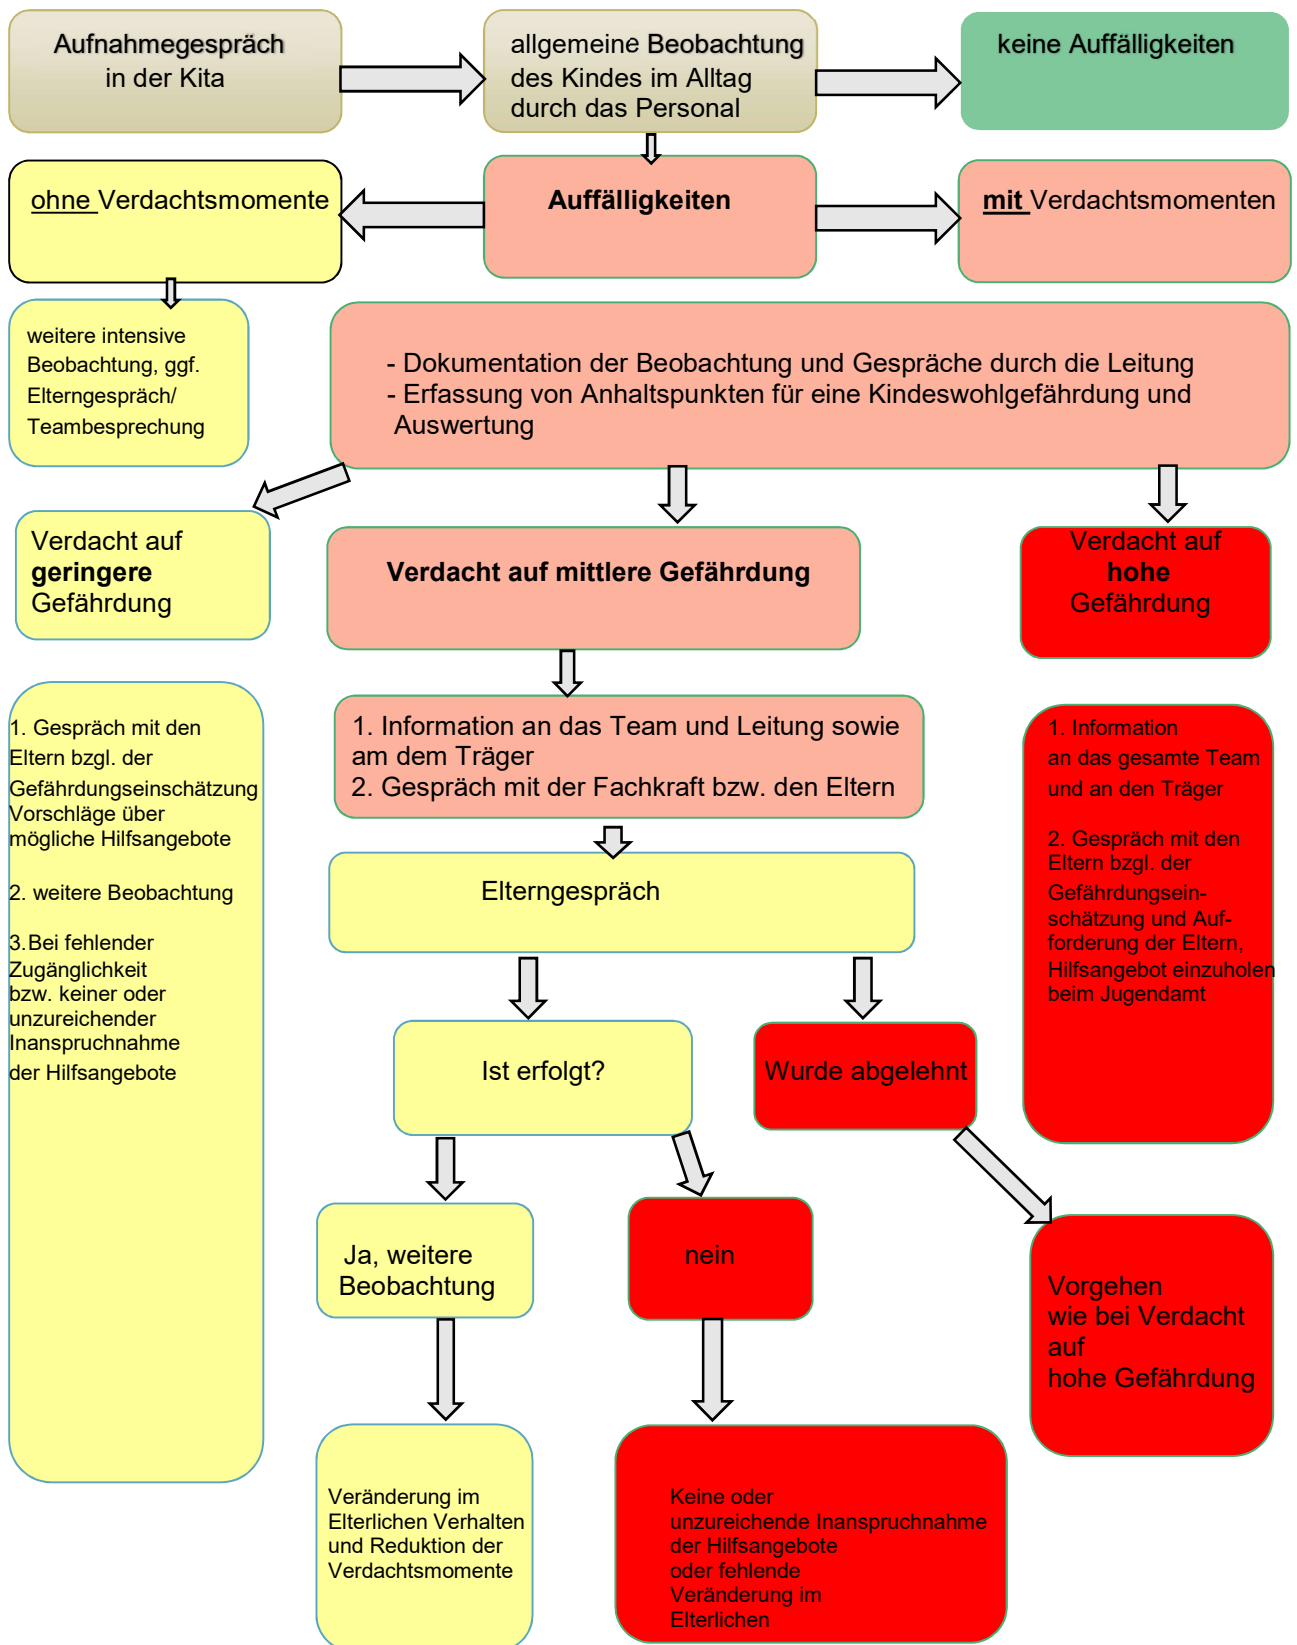 Aufnahmegespräch
in der Kita
allgemeine Beobachtung
des Kindes im Alltag
durch das Personal
keine Auffälligkeiten
ohne Verdachtsmomente
Auffälligkeiten
mit Verdachtsmomenten
weitere intensive
Beobachtung, ggf.
Elterngespräch/
Teambesprechung
- Dokumentation der Beobachtung und Gespräche durch die Leitung
- Erfassung von Anhaltspunkten für eine Kindeswohlgefährdung und
Auswertung
Verdacht auf
geringere
Gefährdung
Verdacht auf mittlere Gefährdung
Verdacht auf
hohe
Gefährdung
1. Gespräch mit den
Eltern bzgl. der
Gefährdungseinschätzung
Vorschläge über
mögliche Hilfsangebote
2. weitere Beobachtung
3.Bei fehlender
Zugänglichkeit
bzw. keiner oder
unzureichender
Inanspruchnahme
der Hilfsangebote
1. Information an das Team und Leitung sowie
am dem Träger
2. Gespräch mit der Fachkraft bzw. den Eltern
1. Information
an das gesamte Team
und an den Träger
2. Gespräch mit den
Eltern bzgl. der
Gefährdungsein-
schätzung und Auf-
forderung der Eltern,
Hilfsangebot einzuholen
beim Jugendamt
Elterngespräch
Ist erfolgt?
Wurde abgelehnt
Ja, weitere
Beobachtung
nein
Vorgehen
wie bei Verdacht
auf
hohe Gefährdung
Veränderung im
Elterlichen Verhalten
und Reduktion der
Verdachtsmomente
Keine oder
unzureichende Inanspruchnahme
der Hilfsangebote
oder fehlende
Veränderung im
Elterlichen